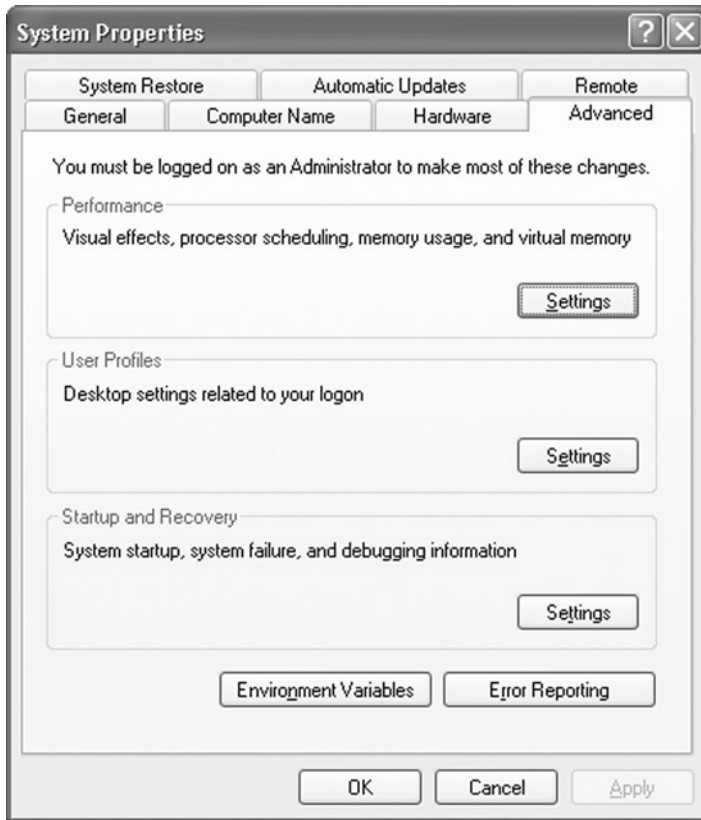 System Properties
System Restore
Automatic Updates
Remote
General
Computer Name
Hardware
Advanced
You must be logged on as an Administrator to make most of these changes.
Performance
Visual effects, processor scheduling, memory usage, and virtual memory
Settings
User Profiles
Desktop settings related to your logon
Settings
Startup and Recovery
System startup, system failure, and debugging information
Settings
Environment Variables
Error Reporting
OK
Cancel
Apply